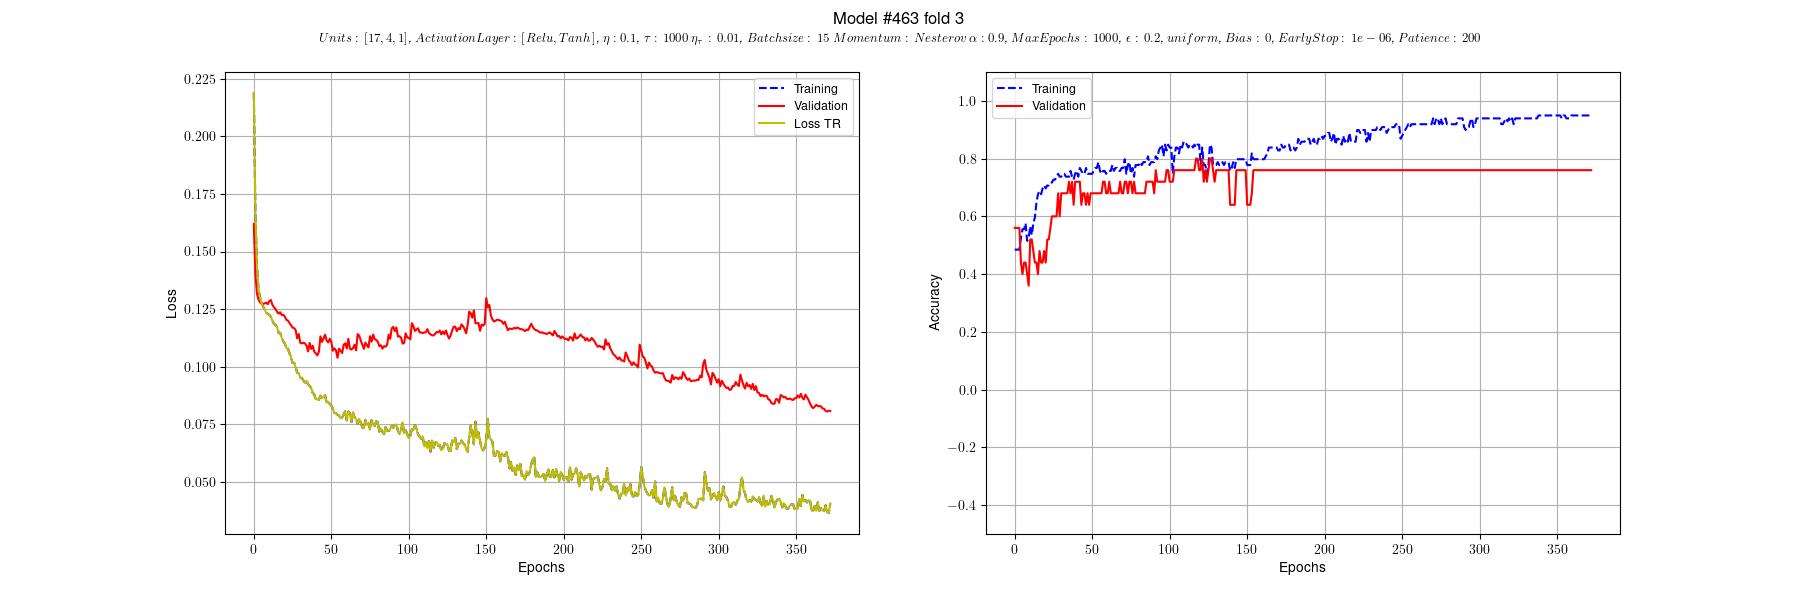 Model #463 fold 3
Units : [17, 4, 1], ActivationLayer : [Relu, Tanh], η : 0.1, τ : 1000 ητ : 0.01, Batchsize : 15 Momentum : Nesterov α : 0.9, MaxEpochs : 1000, ϵ : 0.2, uniform, Bias : 0, EarlyStop : 1e − 06, Patience : 200
Training
Validation
Loss TR
0.225
0.200
0.175
0.150
0.125
0.100
0.075
0.050
Loss
0 50 100 150 200 250 300 350
Epochs
Training
Validation
1.0
0.8
0.6
0.4
0.2
0.0
−0.2
−0.4
Accuracy
0 50 100 150 200 250 300 350
Epochs